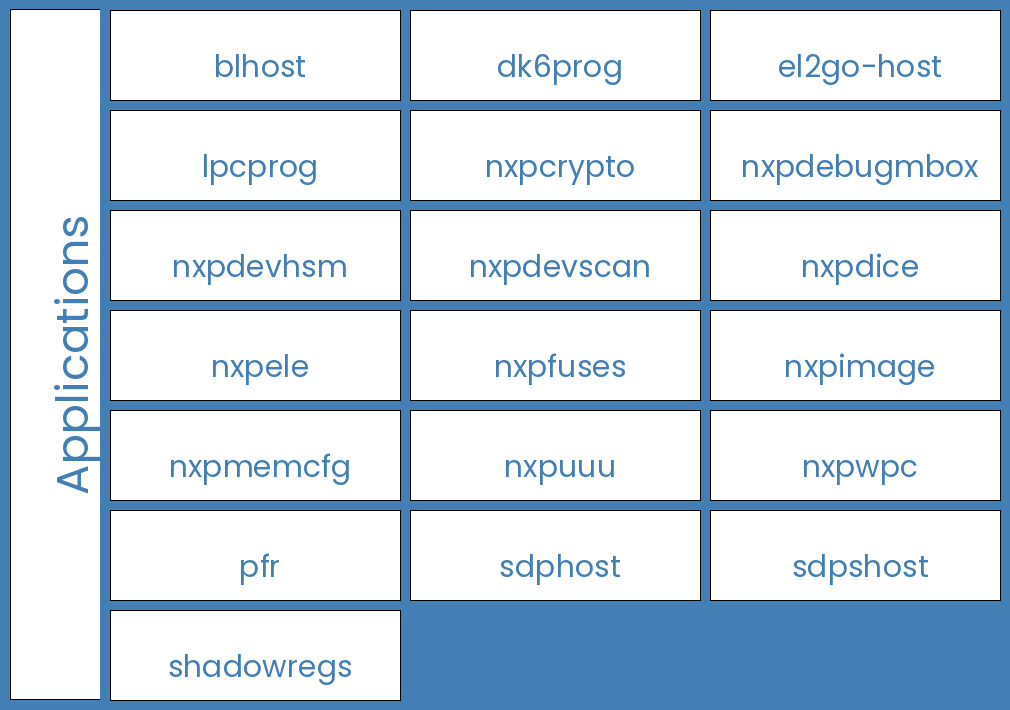 Applications
blhost
dk6prog
el2go-host
lpcprog
nxpcrypto
nxpdebugmbox
nxpdevhsm
nxpdevscan
nxpdice
nxpele
nxpfuses
nxpimage
nxpmemcfg
nxpuuu
nxpwpc
pfr
sdphost
sdpshost
shadowregs